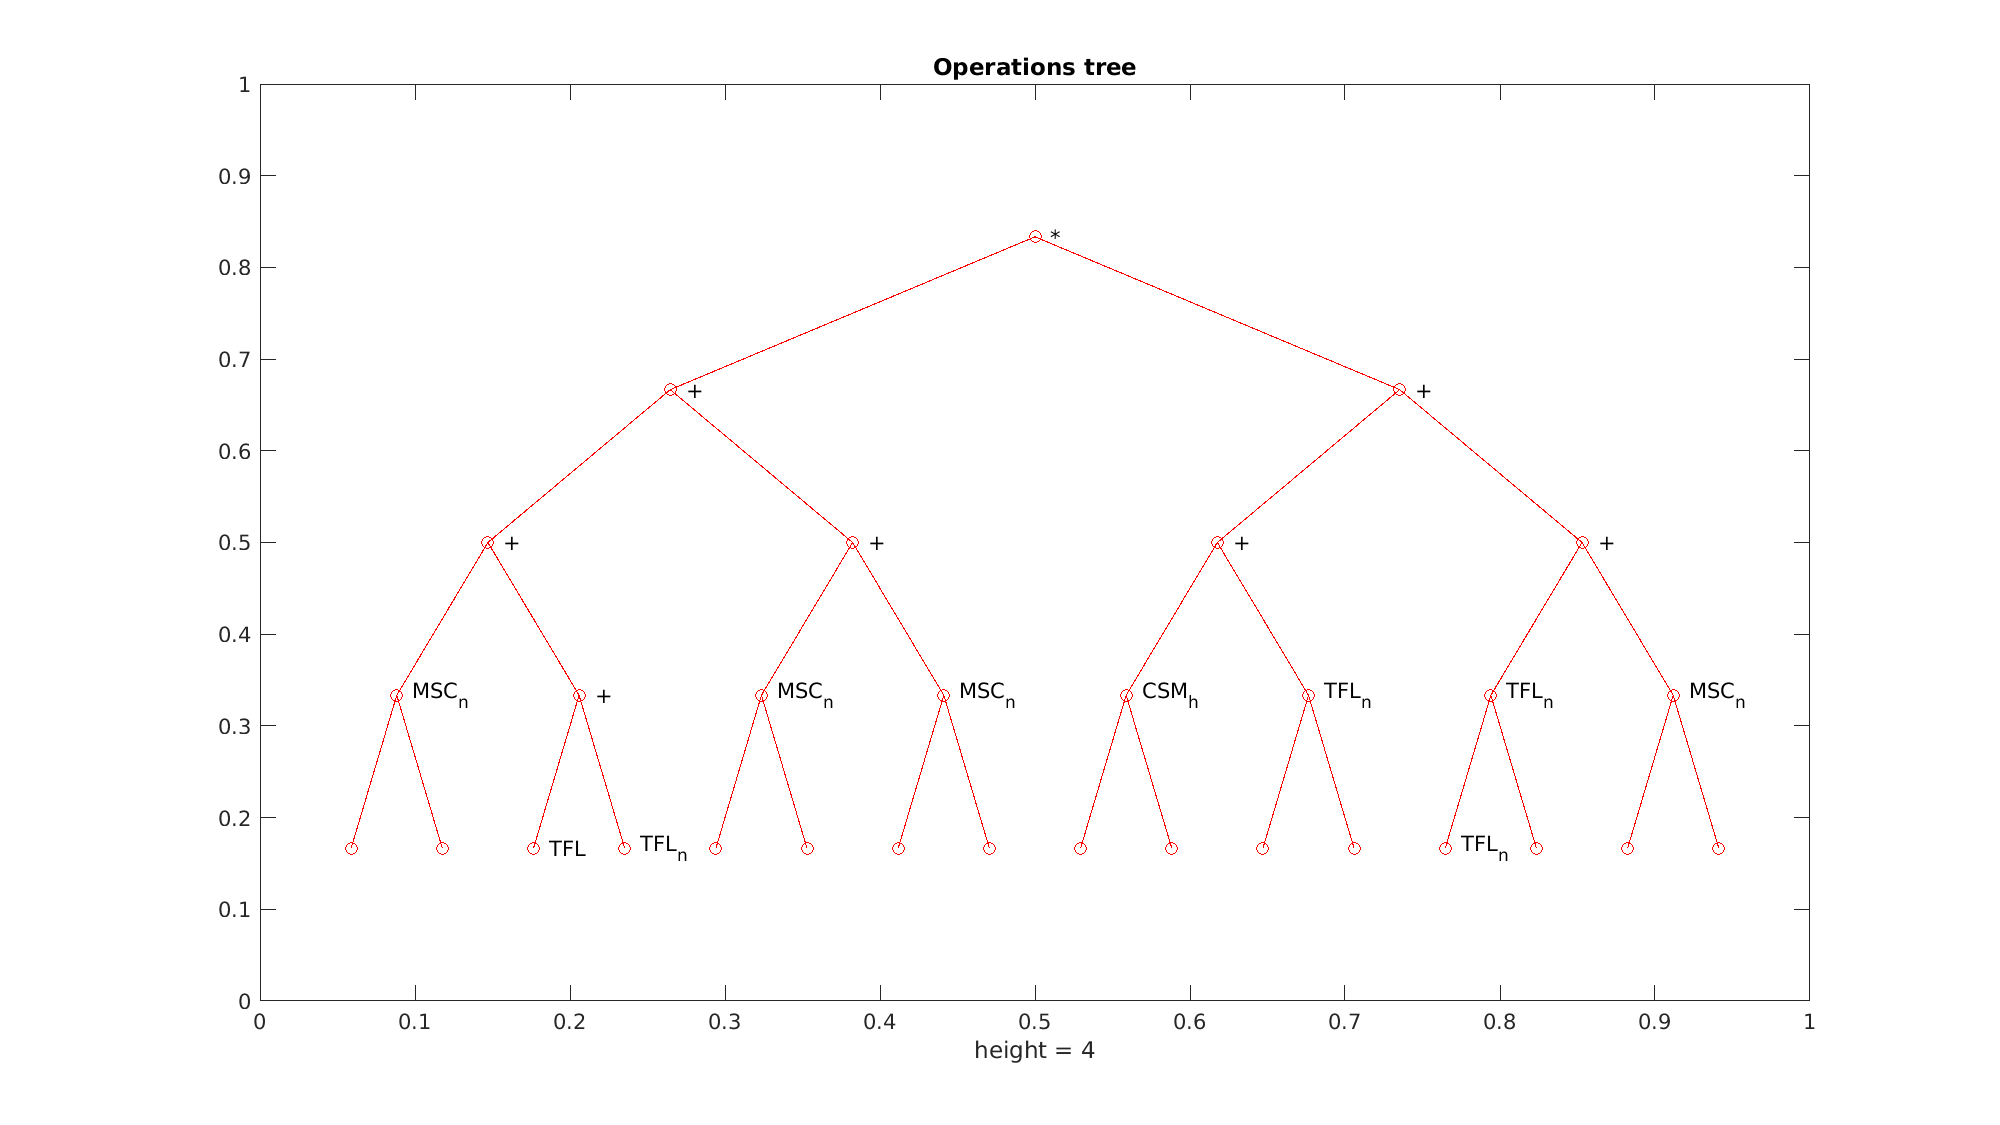 Operations tree
1
0.9
0.8
0.7
0.6
0.5
0.4
0.3
0.2
0.1
0
*
+ +
+ + + +
MSCn + MSCn MSCn CSMh TFLn TFLn MSCn
TFL TFLn TFLn
0 0.1 0.2 0.3 0.4 0.5 0.6 0.7 0.8 0.9 1
height = 4